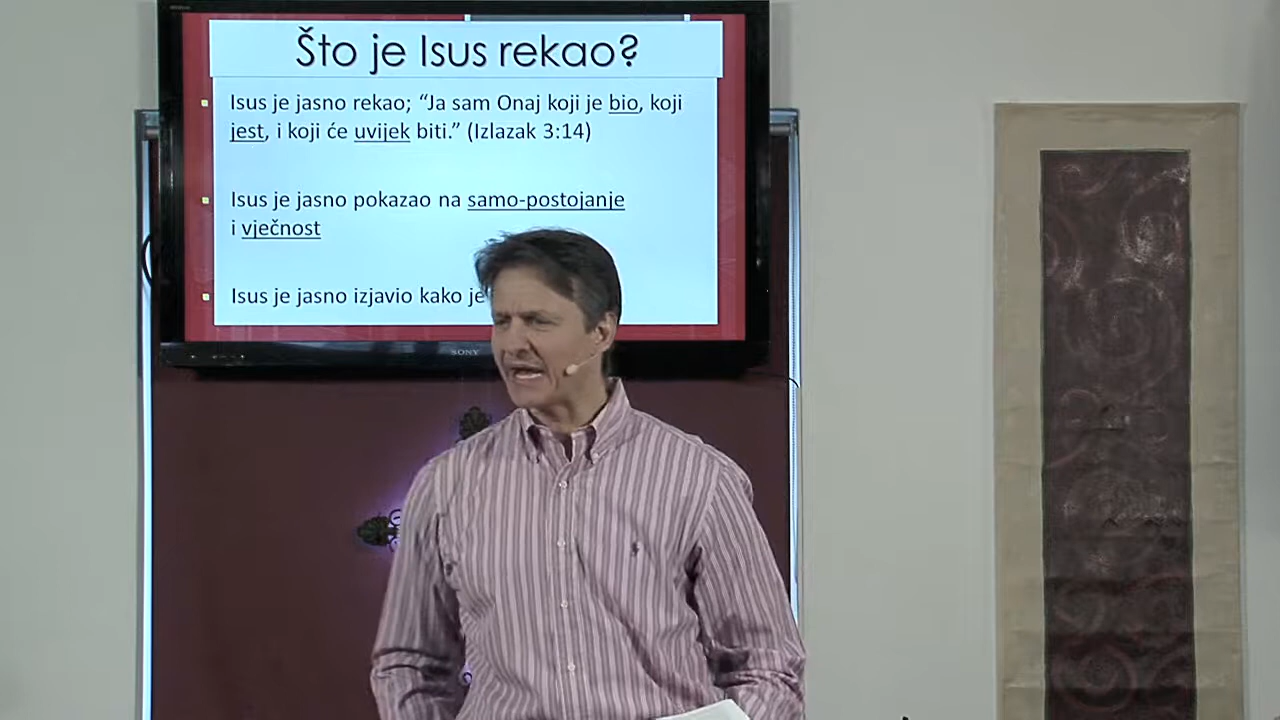 Što je Isus rekao?
Isus je jasno rekao; “Ja sam Onaj koji je bio, koji
jest, i koji će uvijek biti.” (Izlazak 3:14)
Isus je jasno pokazao na samo-postojanje
i vječnost
Isus je jasno izjavio kako je
SONY